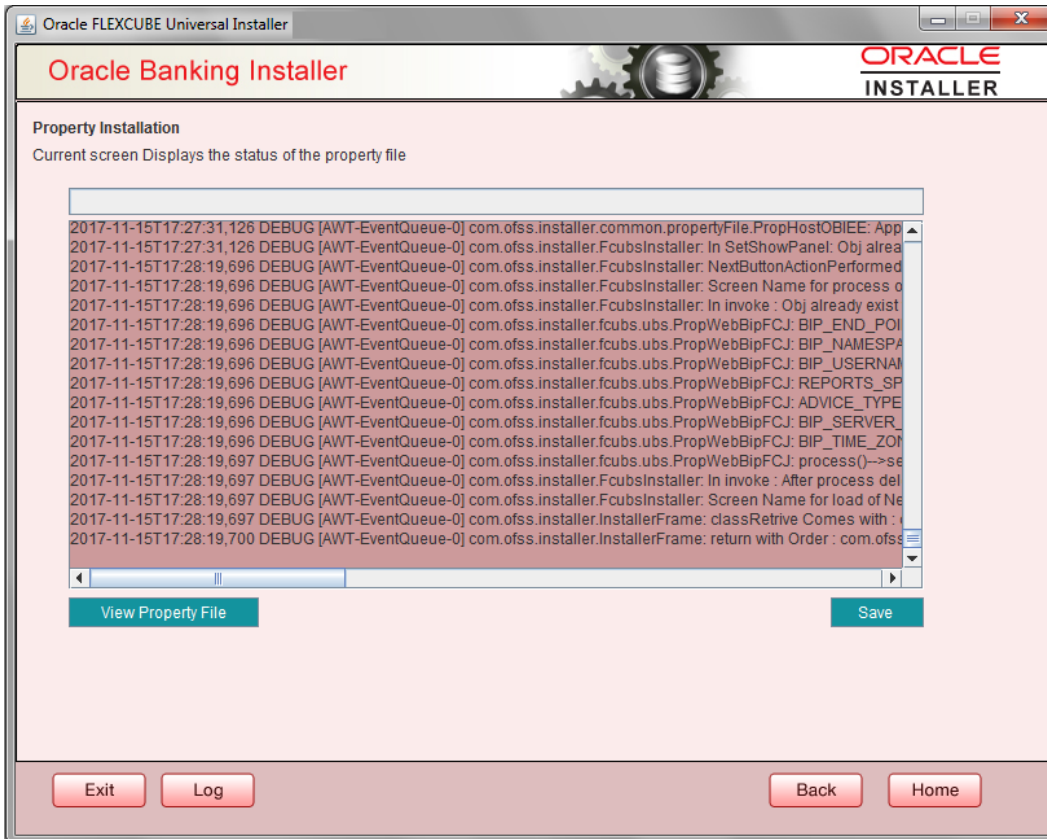 Oracle FLEXCUBE Universal Installer
Oracle Banking Installer
ORACLE
INSTALLER
Property Installation
Current screen Displays the status of the property file
2017-11-15T17:27:31,126 DEBUG [AWT-EventQueue-0] com.ofss.installer.common.propertyFile.PropHostOBIEE: App
2017-11-15T17:27:31,126 DEBUG [AWT-EventQueue-0] com.ofss.installer.FcubsInstaller: In SetShowPanel: Obj alrea
2017-11-15T17:28:19,696 DEBUG [AWT-EventQueue-0] com.ofss.installer.FcubsInstaller: NextButtonActionPerformed
2017-11-15T17:28:19,696 DEBUG [AWT-EventQueue-0] com.ofss.installer.FcubsInstaller: Screen Name for process o
2017-11-15T17:28:19,696 DEBUG [AWT-EventQueue-0] com.ofss.installer.FcubsInstaller: In invoke : Obj already exist
2017-11-15T17:28:19,696 DEBUG [AWT-EventQueue-0] com.ofss.installer.fcubs.ubs.PropWebBipFCJ: BIP_END_POI
2017-11-15T17:28:19,696 DEBUG [AWT-EventQueue-0] com.ofss.installer.fcubs.ubs.PropWebBipFCJ: BIP_NAMESPA
2017-11-15T17:28:19,696 DEBUG [AWT-EventQueue-0] com.ofss.installer.fcubs.ubs.PropWebBipFCJ: BIP_USERNAM
2017-11-15T17:28:19,696 DEBUG [AWT-EventQueue-0] com.ofss.installer.fcubs.ubs.PropWebBipFCJ: REPORTS_SP
2017-11-15T17:28:19,696 DEBUG [AWT-EventQueue-0] com.ofss.installer.fcubs.ubs.PropWebBipFCJ: ADVICE_TYPE
2017-11-15T17:28:19,696 DEBUG [AWT-EventQueue-0] com.ofss.installer.fcubs.ubs.PropWebBipFCJ: BIP_SERVER_
2017-11-15T17:28:19,696 DEBUG [AWT-EventQueue-0] com.ofss.installer.fcubs.ubs.PropWebBipFCJ: BIP_TIME_ZON
2017-11-15T17:28:19,697 DEBUG [AWT-EventQueue-0] com.ofss.installer.fcubs.ubs.PropWebBipFCJ: process()-->se
2017-11-15T17:28:19,697 DEBUG [AWT-EventQueue-0] com.ofss.installer.FcubsInstaller: In invoke : After process del
2017-11-15T17:28:19,697 DEBUG [AWT-EventQueue-0] com.ofss.installer.FcubsInstaller: Screen Name for load of Ne
2017-11-15T17:28:19,697 DEBUG [AWT-EventQueue-0] com.ofss.installer.InstallerFrame: classRetrive Comes with :
2017-11-15T17:28:19,700 DEBUG [AWT-EventQueue-0] com.ofss.installer.InstallerFrame: return with Order : com.ofss
View Property File
Save
Exit
Log
Back
Home